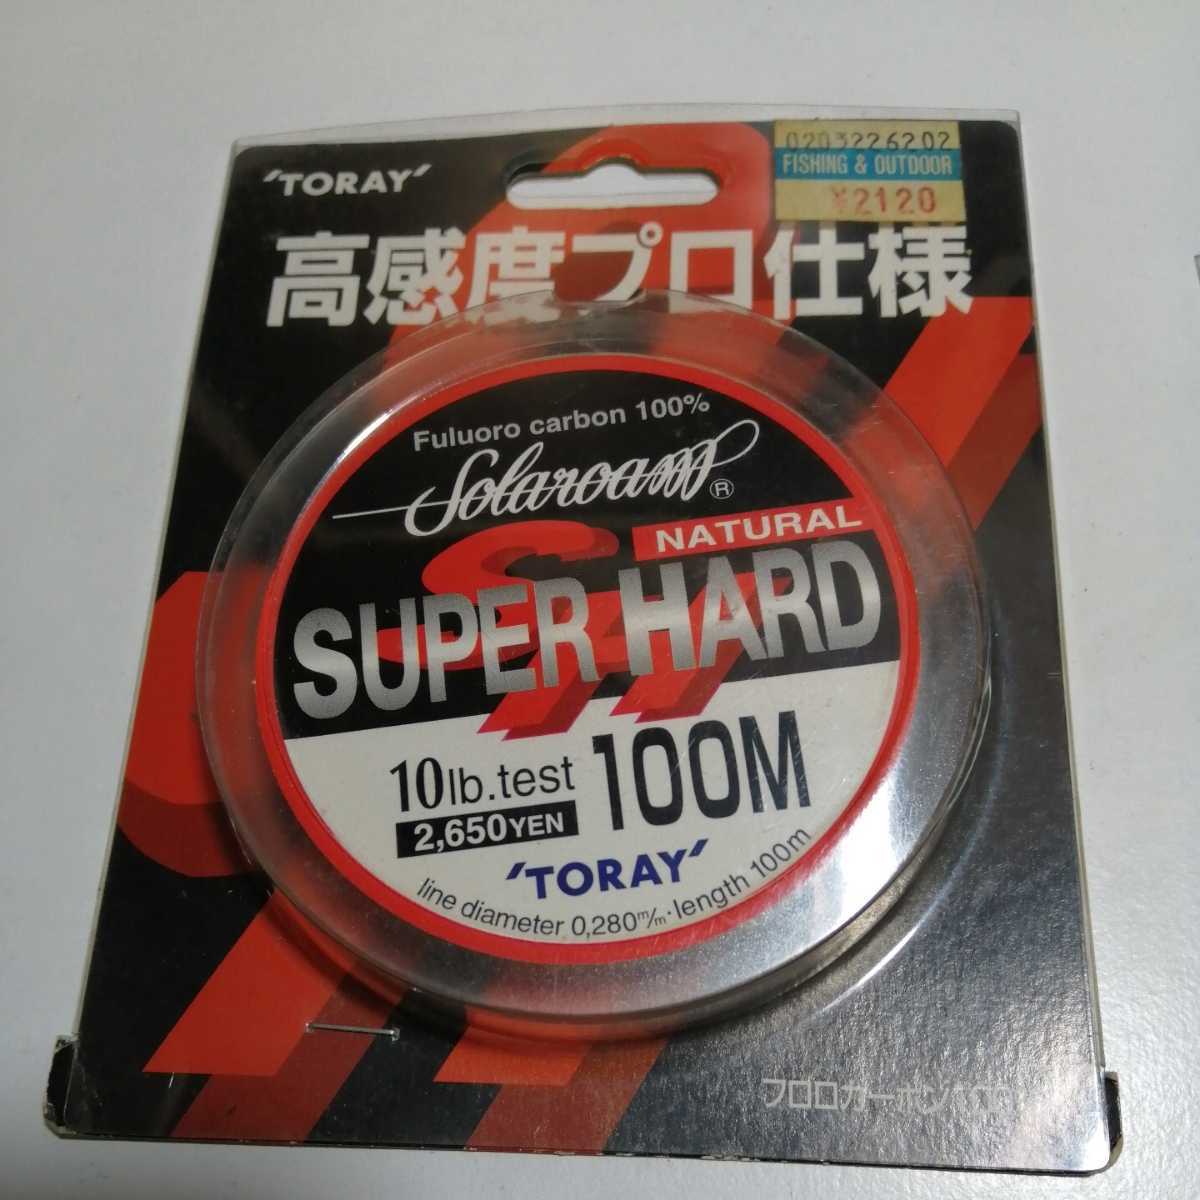 'TORAY'
0203226202
FISHING & OUTDOOR
¥2120
高感度プロ仕様
Fuluoro carbon 100%
Solaroam®
NATURAL
SUPER HARD
10lb.test 100M
2,650YEN
'TORAY'
line diameter 0,280m/m·length 100m
フロロカーボン100%